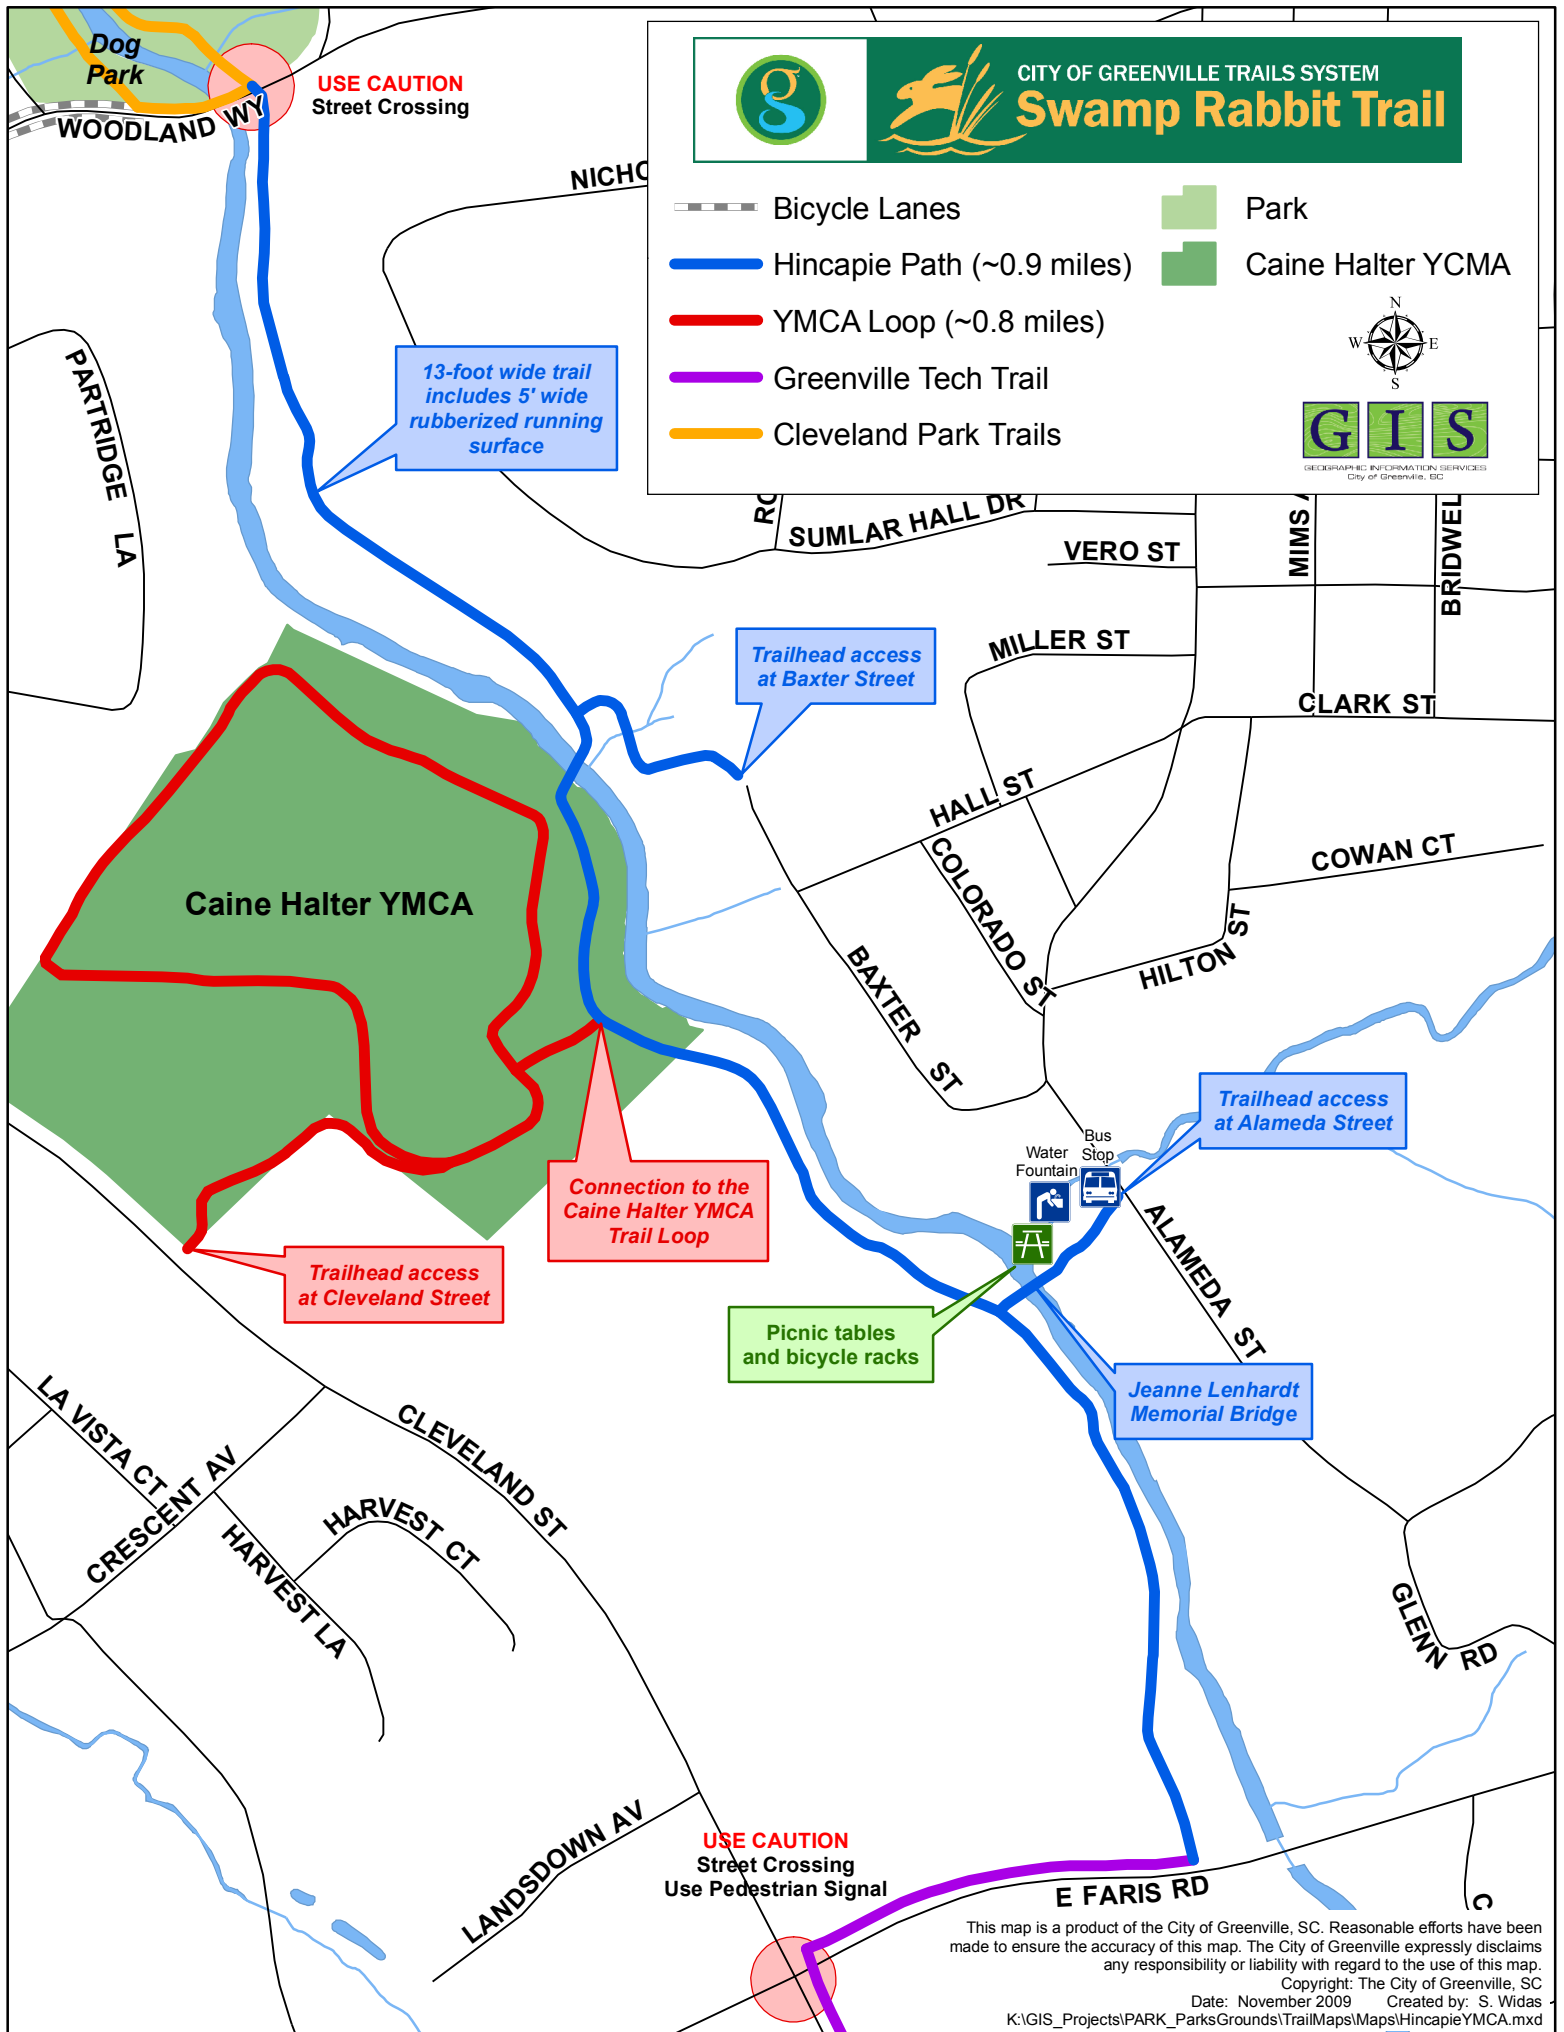 Dog
Park
USE CAUTION
Street Crossing
WOODLAND WY
CITY OF GREENVILLE TRAILS SYSTEM
Swamp Rabbit Trail
Bicycle Lanes
Hincapie Path (~0.9 miles)
YMCA Loop (~0.8 miles)
Greenville Tech Trail
Cleveland Park Trails
Park
Caine Halter YCMA
N
W
E
S
GIS
GEOGRAPHIC INFORMATION SERVICES
City of Greenville, SC
PARTRIDGE LA
13-foot wide trail
includes 5' wide
rubberized running
surface
SUMLAR HALL DR
VERO ST
MILLER ST
CLARK ST
Trailhead access
at Baxter Street
HALL ST
COLORADO ST
COWAN CT
HILTON ST
BAXTER ST
Caine Halter YMCA
Trailhead access
at Alameda Street
Bus
Stop
Water
Fountain
ALAMEDA ST
Connection to the
Caine Halter YMCA
Trail Loop
Trailhead access
at Cleveland Street
Picnic tables
and bicycle racks
Jeanne Lenhardt
Memorial Bridge
LA VISTA CT
CRESCENT AV
CLEVELAND ST
HARVEST CT
HARVEST LA
GLENN RD
LANDSDOWN AV
USE CAUTION
Street Crossing
Use Pedestrian Signal
E FARIS RD
This map is a product of the City of Greenville, SC. Reasonable efforts have been
made to ensure the accuracy of this map. The City of Greenville expressly disclaims
any responsibility or liability with regard to the use of this map.
Copyright: The City of Greenville, SC
Date: November 2009 Created by: S. Widas
K:\GIS_Projects\PARK_ParksGrounds\TrailMaps\Maps\HincapieYMCA.mxd